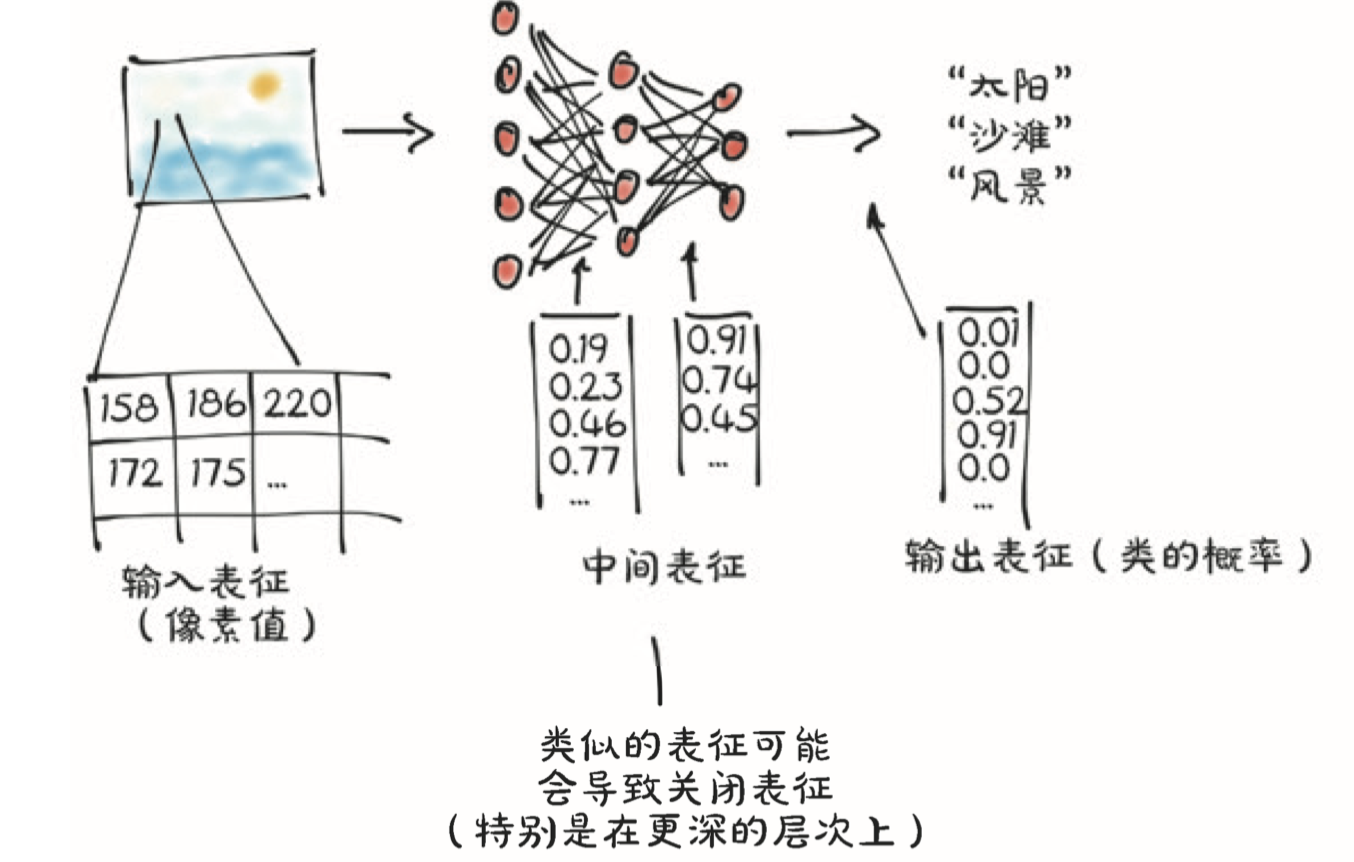 “太阳”
“沙滩”
“风景”
158 186 220
172 175 ...
输入表征
（像素值）
0.19
0.23
0.46
0.77
...
0.91
0.74
0.45
...
中间表征
0.01
0.0
0.52
0.91
0.0
...
输出表征（类的概率）
类似的表征可能
会导致关闭表征
（特别是在更深的层次上）